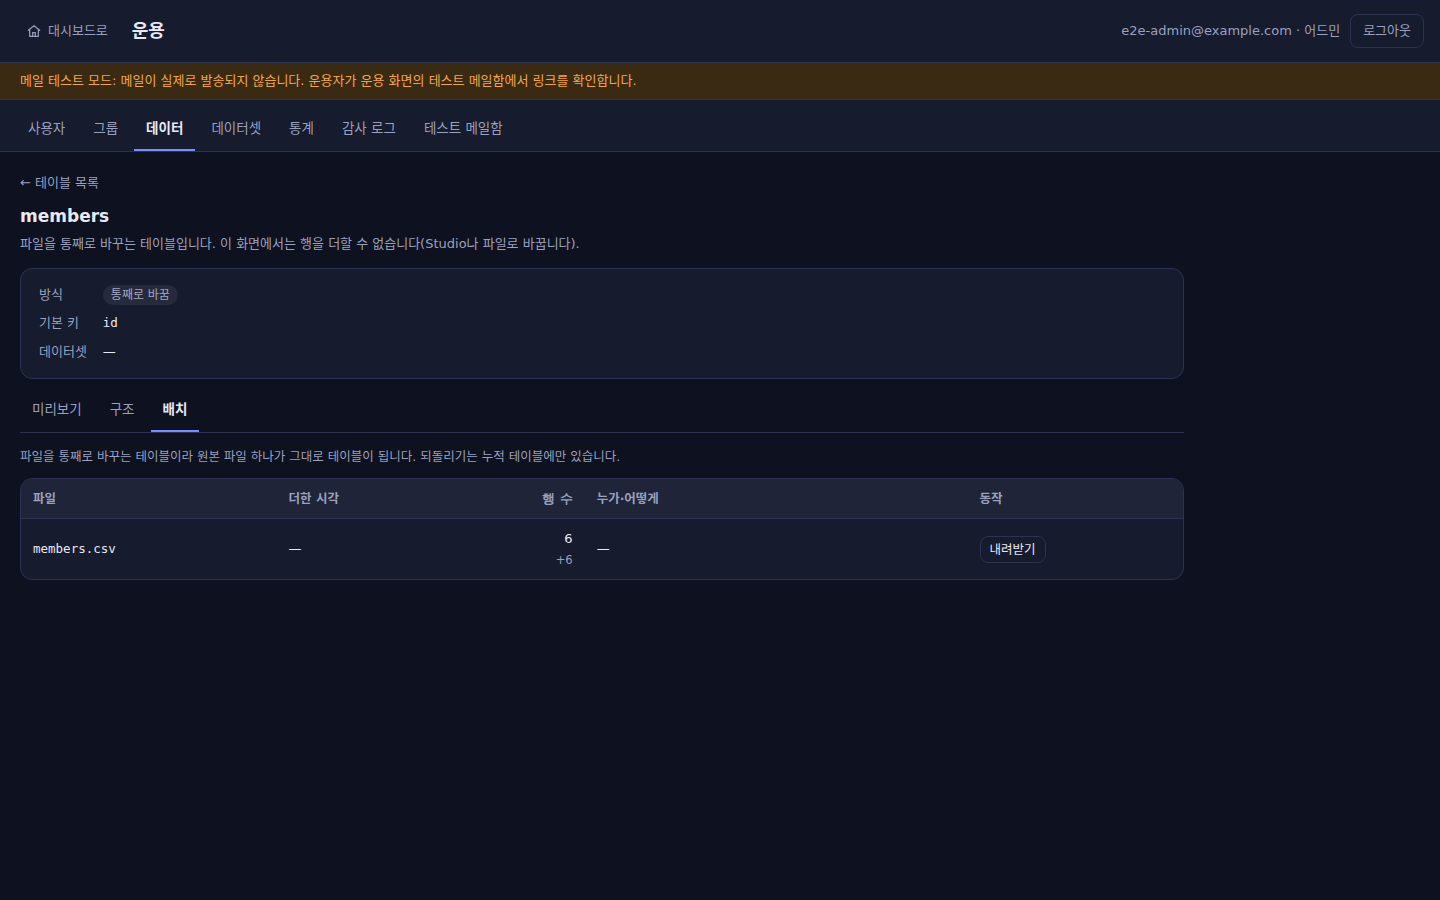 대시보드로
운용
e2e-admin@example.com · 어드민
로그아웃
메일 테스트 모드: 메일이 실제로 발송되지 않습니다. 운용자가 운용 화면의 테스트 메일함에서 링크를 확인합니다.
사용자 그룹 데이터 데이터셋 통계 감사 로그 테스트 메일함
← 테이블 목록
members
파일을 통째로 바꾸는 테이블입니다. 이 화면에서는 행을 더할 수 없습니다(Studio나 파일로 바꿉니다).
방식 통째로 바꿈
기본 키 id
데이터셋 —
미리보기 구조 배치
파일을 통째로 바꾸는 테이블이라 원본 파일 하나가 그대로 테이블이 됩니다. 되돌리기는 누적 테이블에만 있습니다.
파일 더한 시각 행 수 누가·어떻게 동작
members.csv — 6 — 내려받기
+6